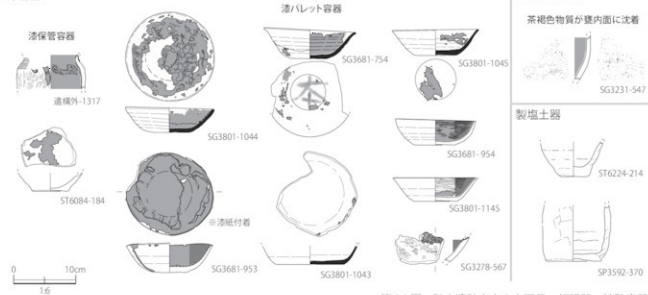 漆保管容器
遺構外-1317
ST6084-184
0 10cm
1:6
SG3801-1044
※漆紙付着
SG3681-953
漆パレット容器
SG3681-754
本
SG3801-1043
SG3801-1045
SG3681- 954
SG3801-1145
SG3278-567
茶褐色物質が甕内面に沈着
SG3231-547
製塩土器
ST6224-214
SP3592-370